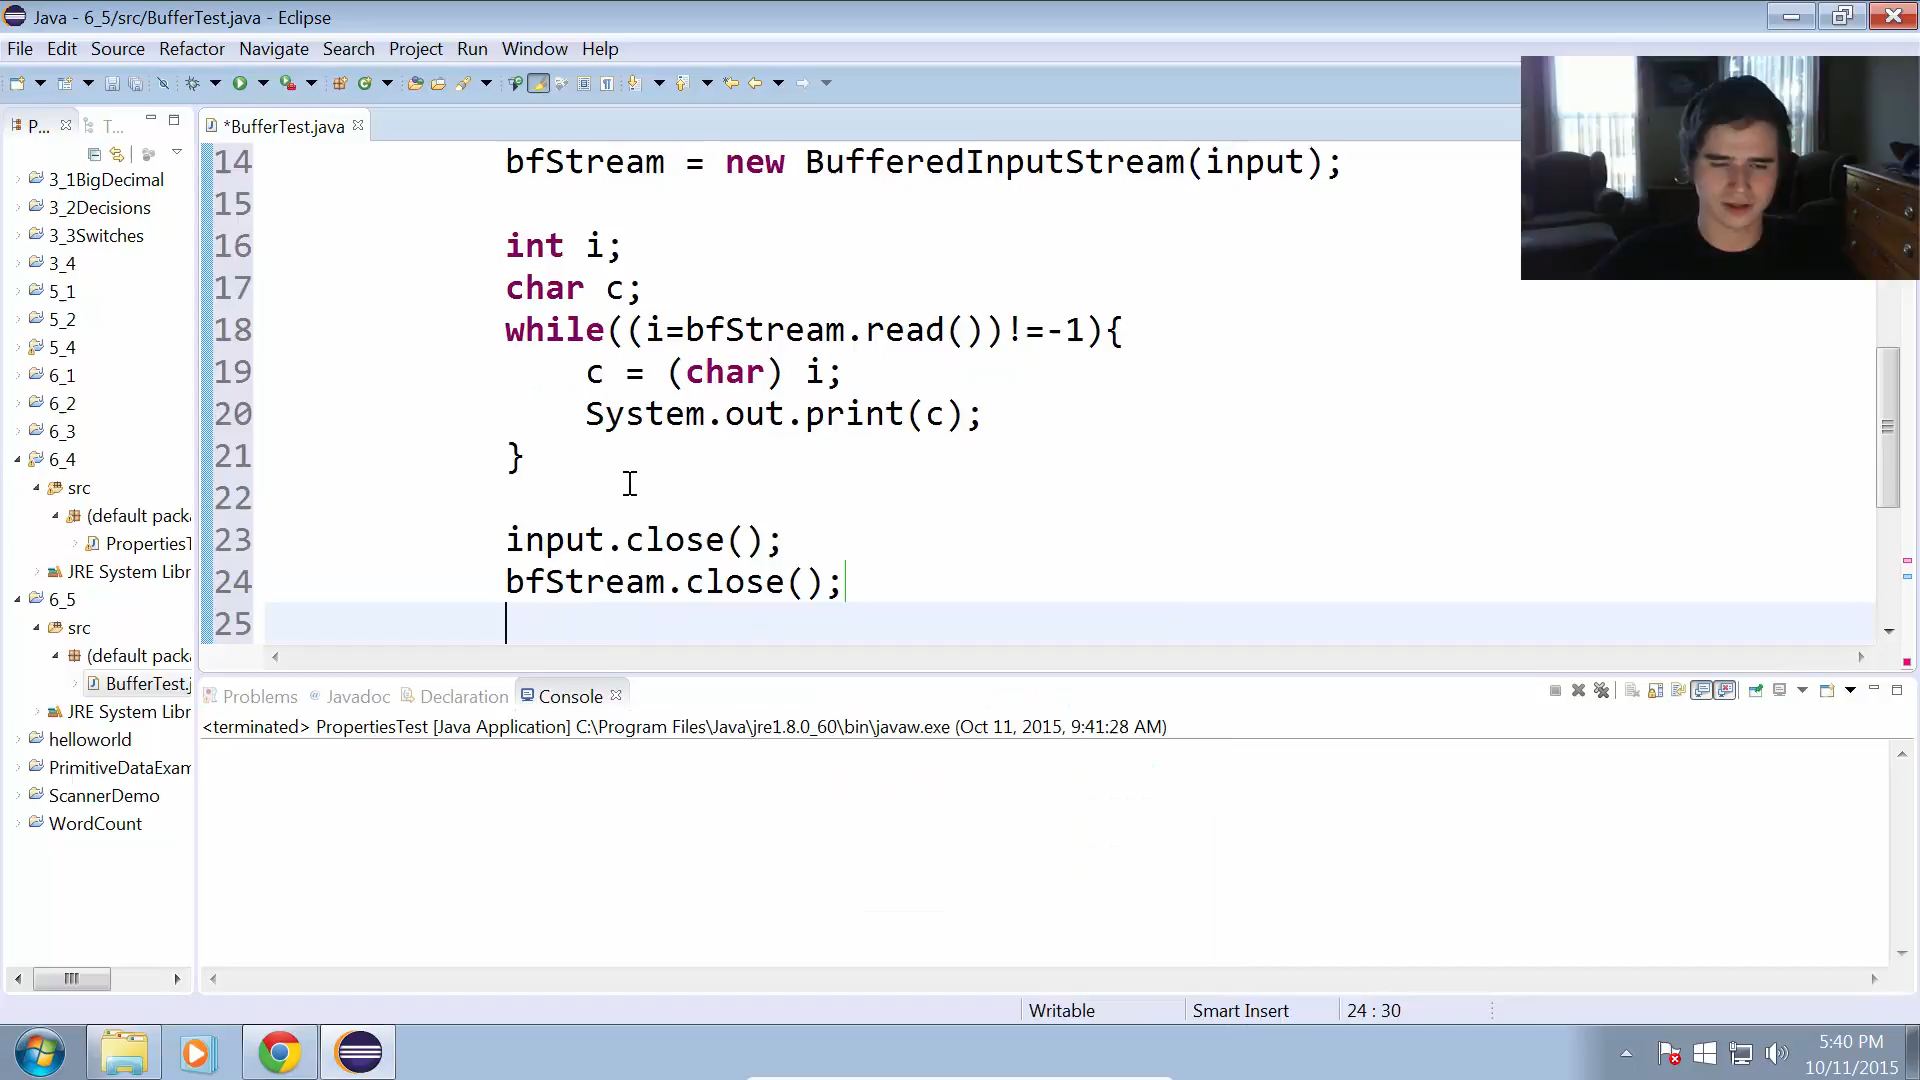 Java - 6_5/src/BufferTest.java - Eclipse
File Edit Source Refactor Navigate Search Project Run Window Help
P... T...
*BufferTest.java
3_1BigDecimal
3_2Decisions
3_3Switches
3_4
5_1
5_2
5_4
6_1
6_2
6_3
6_4
src
(default packa
PropertiesT
JRE System Libr
6_5
src
(default packa
BufferTest.j
JRE System Libr
helloworld
PrimitiveDataExam
ScannerDemo
WordCount
14 bfStream = new BufferedInputStream(input);
15
16 int i;
17 char c;
18 while((i=bfStream.read())!=-1){
19 c = (char) i;
20 System.out.print(c);
21 }
22
23 input.close();
24 bfStream.close();
25
Problems @ Javadoc Declaration Console
<terminated> PropertiesTest [Java Application] C:\Program Files\Java\jre1.8.0_60\bin\javaw.exe (Oct 11, 2015, 9:41:28 AM)
Writable Smart Insert 24 : 30
5:40 PM
10/11/2015